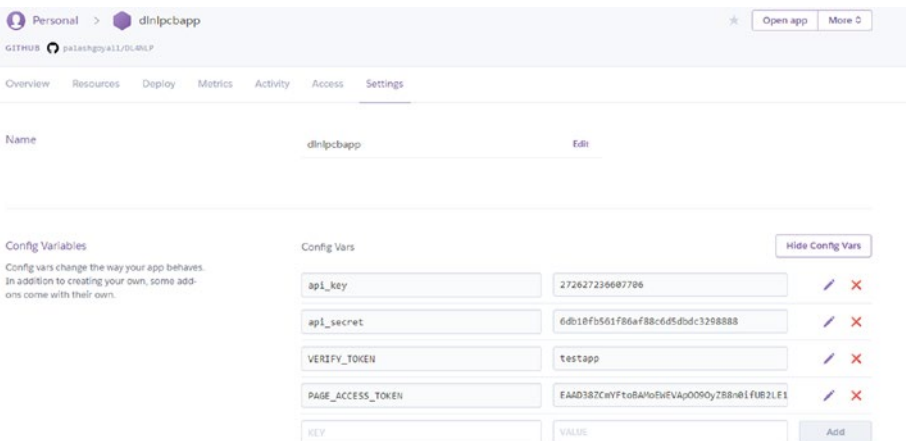 Personal > dlnlpcbapp
Open app More
GITHUB palashgoyal1/DL4NLP
Overview Resources Deploy Metrics Activity Access Settings
Name dlnlpcbapp Edit
Config Variables
Config vars change the way your app behaves.
In addition to creating your own, some add-
ons come with their own.
Config Vars Hide Config Vars
api_key 272627236607706
api_secret 6db10fb561f86af88c6d5dbdc3298888
VERIFY_TOKEN testapp
PAGE_ACCESS_TOKEN
KEY VALUE Add